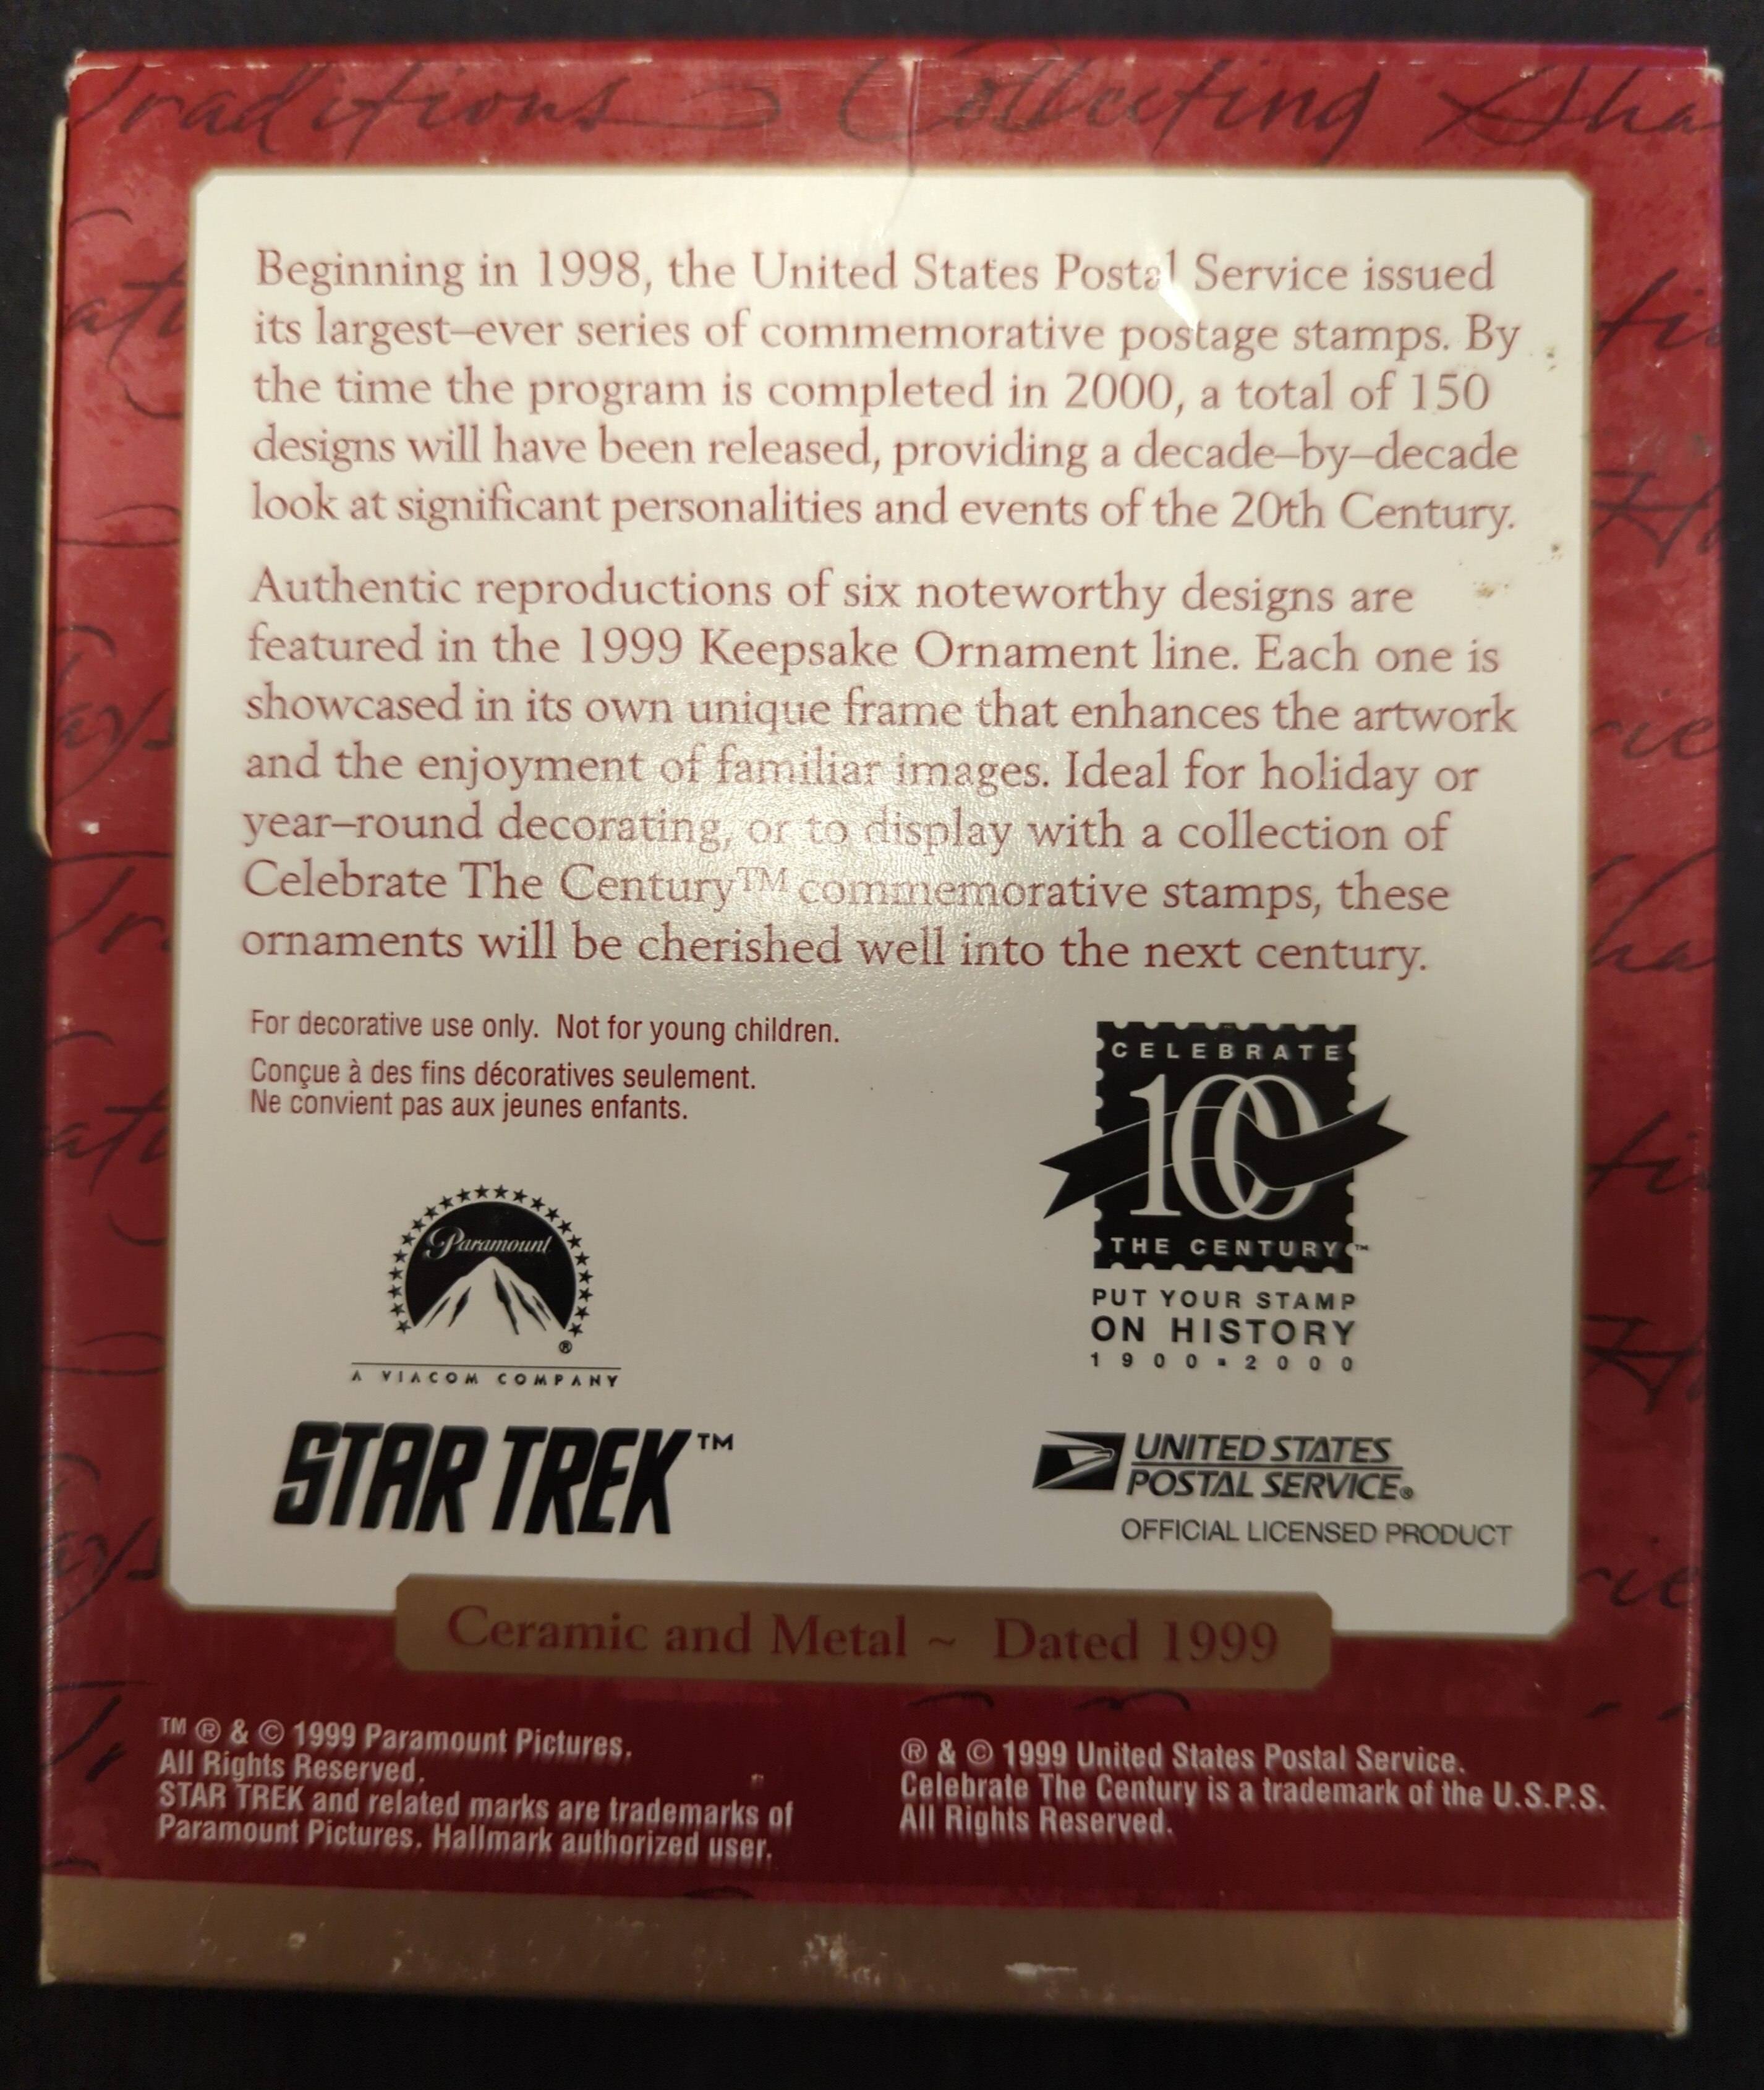 Traditions Collecting Sha
Beginning in 1998, the United States Postal Service issued
its largest–ever series of commemorative postage stamps. By
the time the program is completed in 2000, a total of 150
designs will have been released, providing a decade–by–decade
look at significant personalities and events of the 20th Century.
Authentic reproductions of six noteworthy designs are
featured in the 1999 Keepsake Ornament line. Each one is
showcased in its own unique frame that enhances the artwork
and the enjoyment of familiar images. Ideal for holiday or
year–round decorating, or to display with a collection of
Celebrate The Century™ commemorative stamps, these
ornaments will be cherished well into the next century.
For decorative use only. Not for young children.
Conçue à des fins décoratives seulement.
Ne convient pas aux jeunes enfants.
Paramount
®
A VIACOM COMPANY
STAR TREK™
CELEBRATE
100
THE CENTURY™
PUT YOUR STAMP
ON HISTORY
1900▪2000
UNITED STATES
POSTAL SERVICE®
OFFICIAL LICENSED PRODUCT
Ceramic and Metal ~ Dated 1999
™ ® & © 1999 Paramount Pictures.
All Rights Reserved.
STAR TREK and related marks are trademarks of
Paramount Pictures. Hallmark authorized user.
® & © 1999 United States Postal Service.
Celebrate The Century is a trademark of the U.S.P.S.
All Rights Reserved.